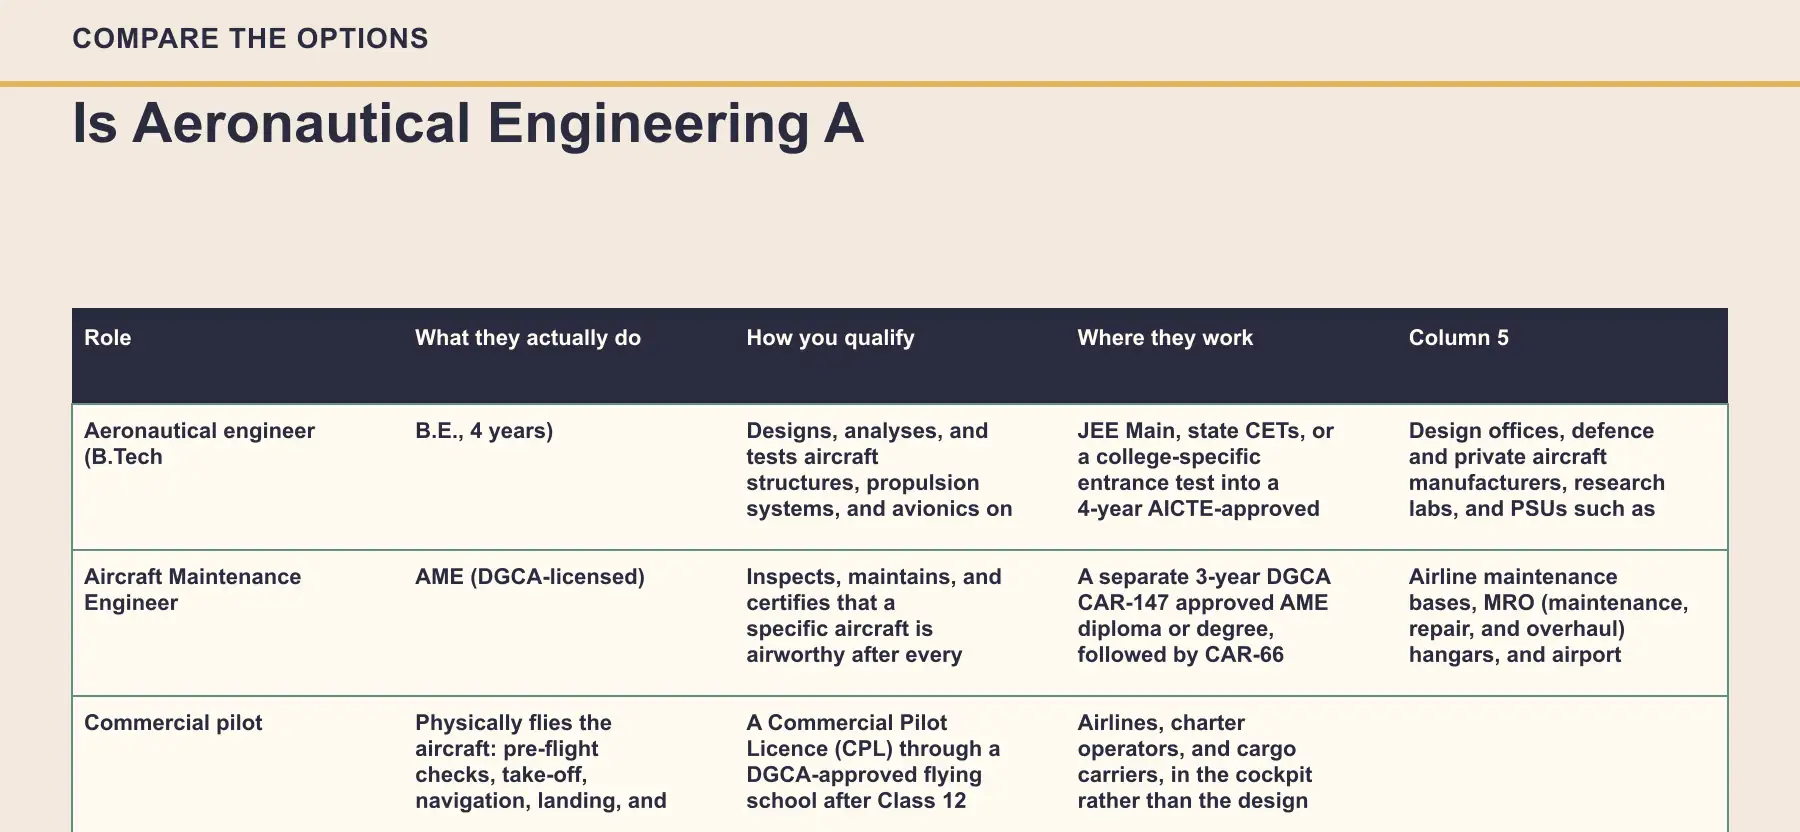 COMPARE THE OPTIONS
Is Aeronautical Engineering A
Role
What they actually do
How you qualify
Where they work
Column 5
Aeronautical engineer
(B.Tech
B.E., 4 years)
Designs, analyses, and
tests aircraft
structures, propulsion
systems, and avionics on
JEE Main, state CETs, or
a college-specific
entrance test into a
4-year AICTE-approved
Design offices, defence
and private aircraft
manufacturers, research
labs, and PSUs such as
Aircraft Maintenance
Engineer
AME (DGCA-licensed)
Inspects, maintains, and
certifies that a
specific aircraft is
airworthy after every
A separate 3-year DGCA
CAR-147 approved AME
diploma or degree,
followed by CAR-66
Airline maintenance
bases, MRO (maintenance,
repair, and overhaul)
hangars, and airport
Commercial pilot
Physically flies the
aircraft: pre-flight
checks, take-off,
navigation, landing, and
A Commercial Pilot
Licence (CPL) through a
DGCA-approved flying
school after Class 12
Airlines, charter
operators, and cargo
carriers, in the cockpit
rather than the design